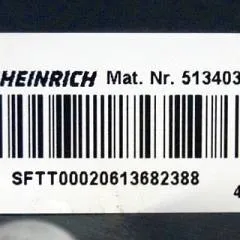 HEINRICH Mat. Nr. 513403
SFTT00020613682388
4